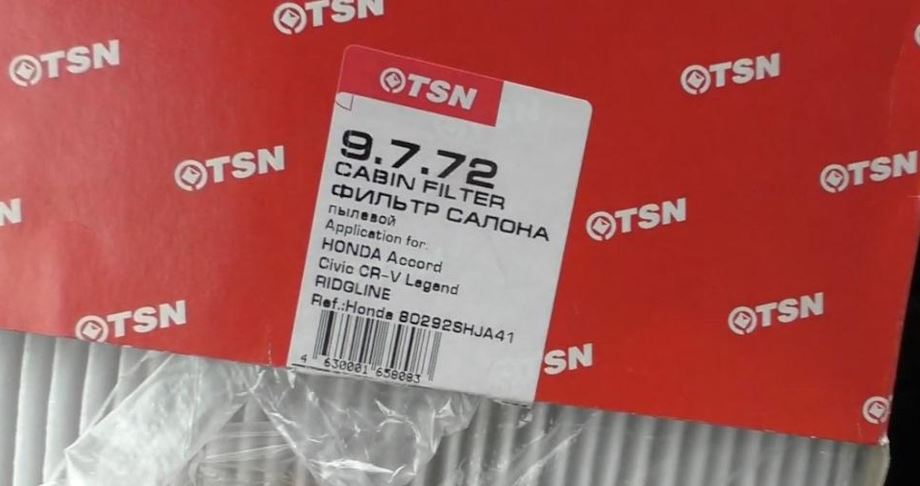 TSN
TSN
TSN
TSN
9.7.72
CABIN FILTER
ФИЛЬТР САЛОНА
пылевой
Application for:
HONDA Accord
Civic CR-V Legend
RIDGLINE
Ref.:Honda 80292SHJA41
4 630001 658083
TSN
TSN
TSN
TSN
TSN
SN
N